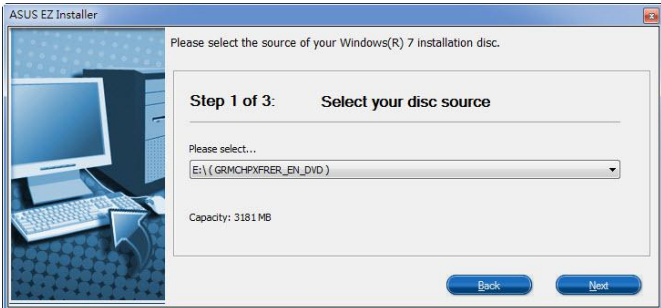 ASUS EZ Installer
Please select the source of your Windows(R) 7 installation disc.
Step 1 of 3: Select your disc source
Please select...
E:\ ( GRMCHPXFRER_EN_DVD )
Capacity: 3181 MB
Back Next